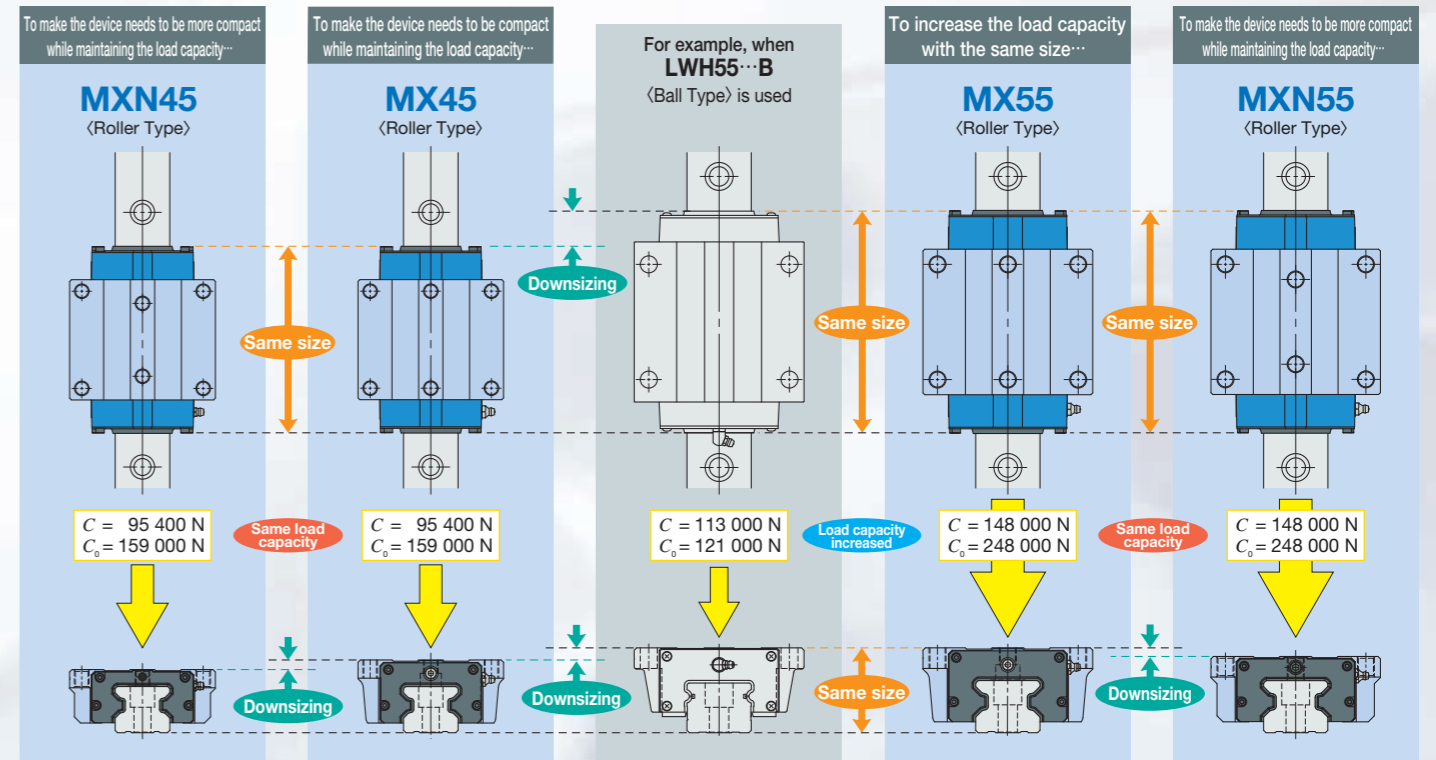 To make the device needs to be more compact
while maintaining the load capacity…
MXN45
〈Roller Type〉
Same size
C = 95 400 N
C₀ = 159 000 N
Same load
capacity
Downsizing
To make the device needs to be compact
while maintaining the load capacity…
MX45
〈Roller Type〉
Downsizing
C = 95 400 N
C₀ = 159 000 N
Downsizing
For example, when
LWH55…B
〈Ball Type〉 is used
Same size
C = 113 000 N
C₀ = 121 000 N
Load capacity
increased
Same size
To increase the load capacity
with the same size…
MX55
〈Roller Type〉
Same size
C = 148 000 N
C₀ = 248 000 N
Same load
capacity
Downsizing
To make the device needs to be more compact
while maintaining the load capacity…
MXN55
〈Roller Type〉
C = 148 000 N
C₀ = 248 000 N